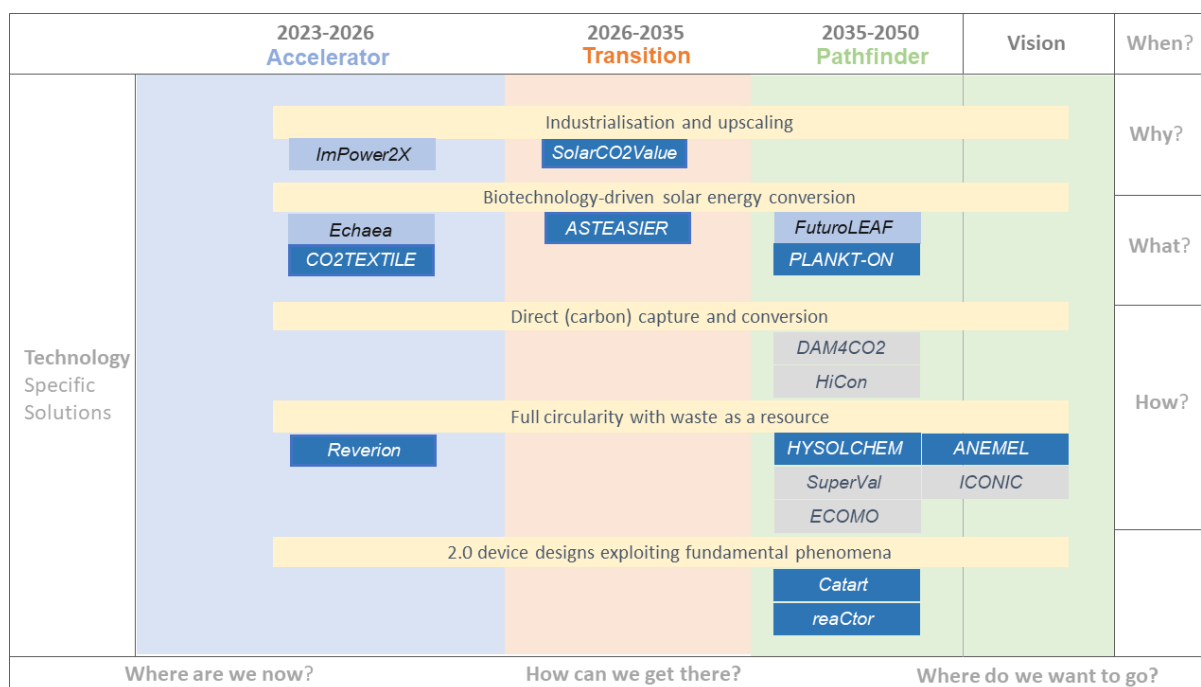 2023-2026
Accelerator
2026-2035
Transition
2035-2050
Pathfinder
Vision
When?
Industrialisation and upscaling
ImPower2X
SolarCO2Value
Why?
Biotechnology-driven solar energy conversion
Echaea
ASTEASIER
FuturoLEAF
CO2TEXTILE
PLANKT-ON
What?
Direct (carbon) capture and conversion
DAM4CO2
HiCon
Technology
Specific
Solutions
How?
Full circularity with waste as a resource
Reverion
HYSOLCHEM
ANEMEL
SuperVal
ICONIC
ECOMO
2.0 device designs exploiting fundamental phenomena
Catart
reaCtor
Where are we now?
How can we get there?
Where do we want to go?